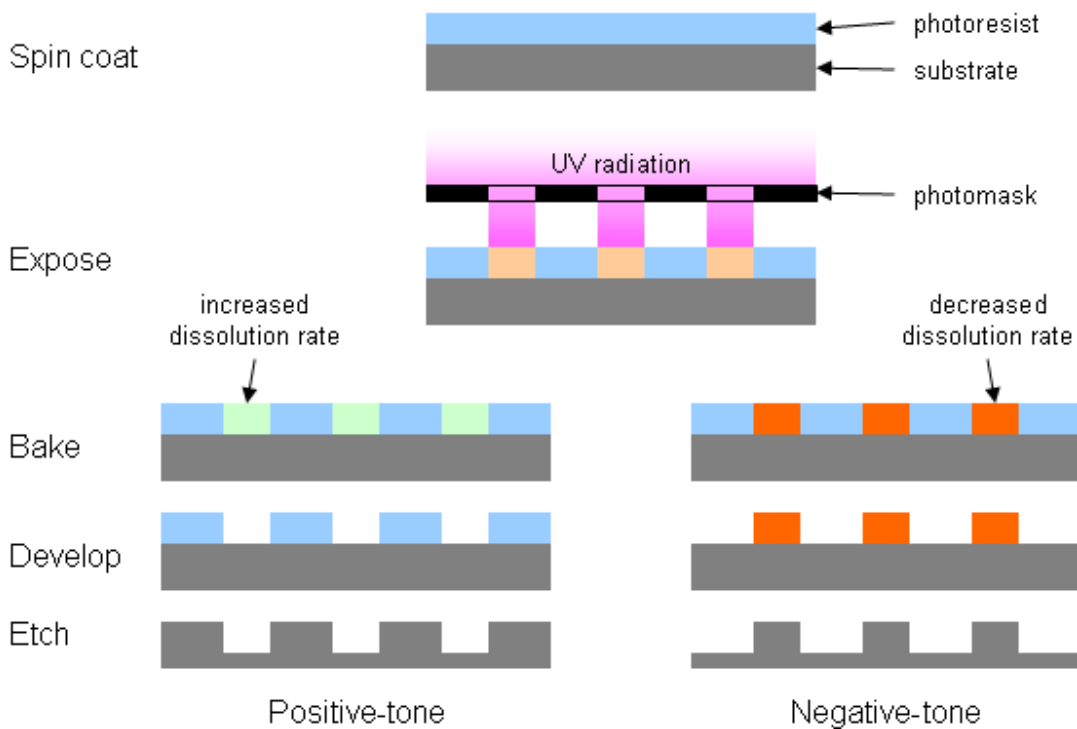 photoresist
Spin coat
substrate
UV radiation
photomask
Expose
increased
dissolution rate
decreased
dissolution rate
Bake
Develop
Etch
Positive-tone
Negative-tone